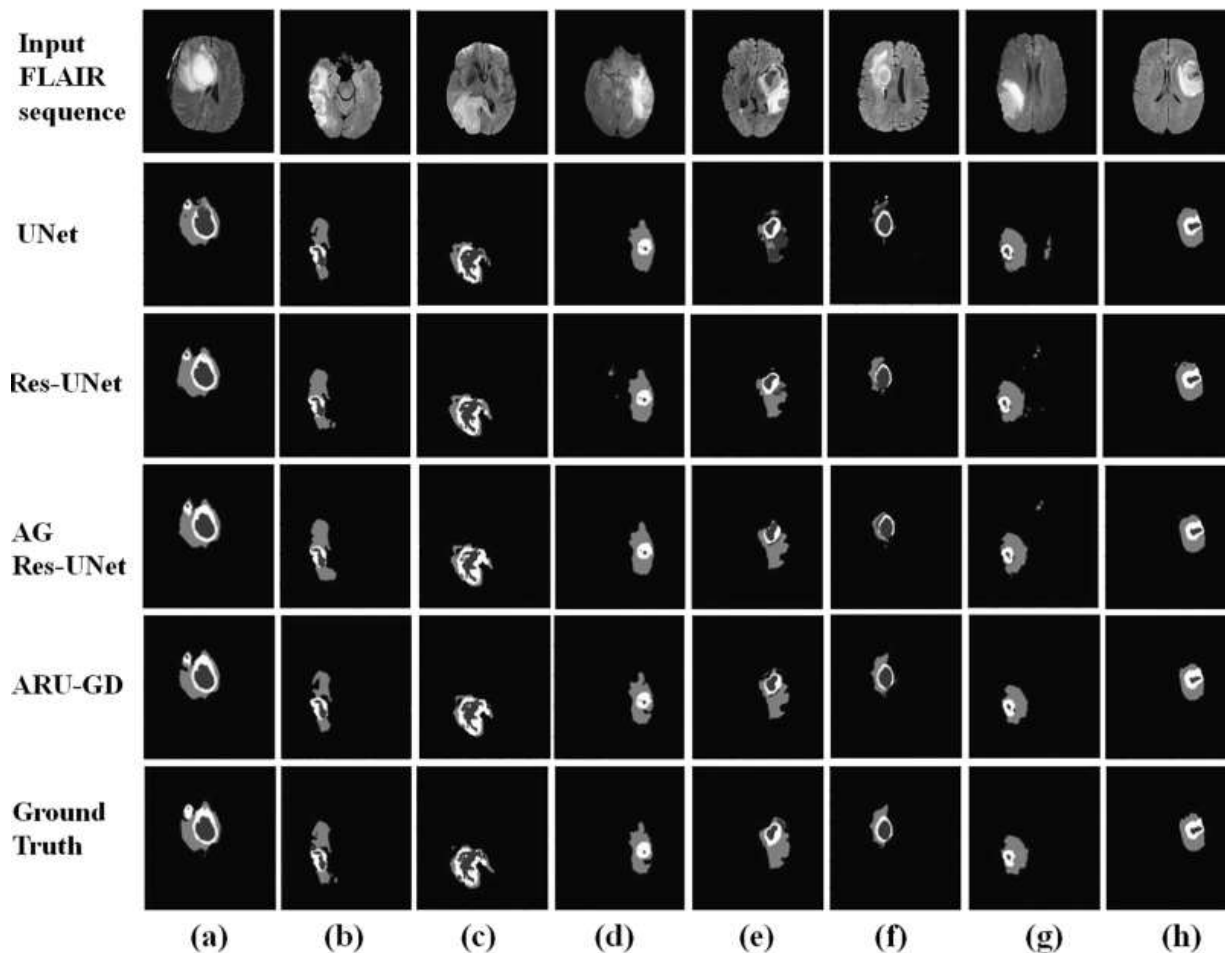 Input
FLAIR
sequence
UNet
Res-UNet
AG
Res-UNet
ARU-GD
Ground
Truth
(a) (b) (c) (d) (e) (f) (g) (h)